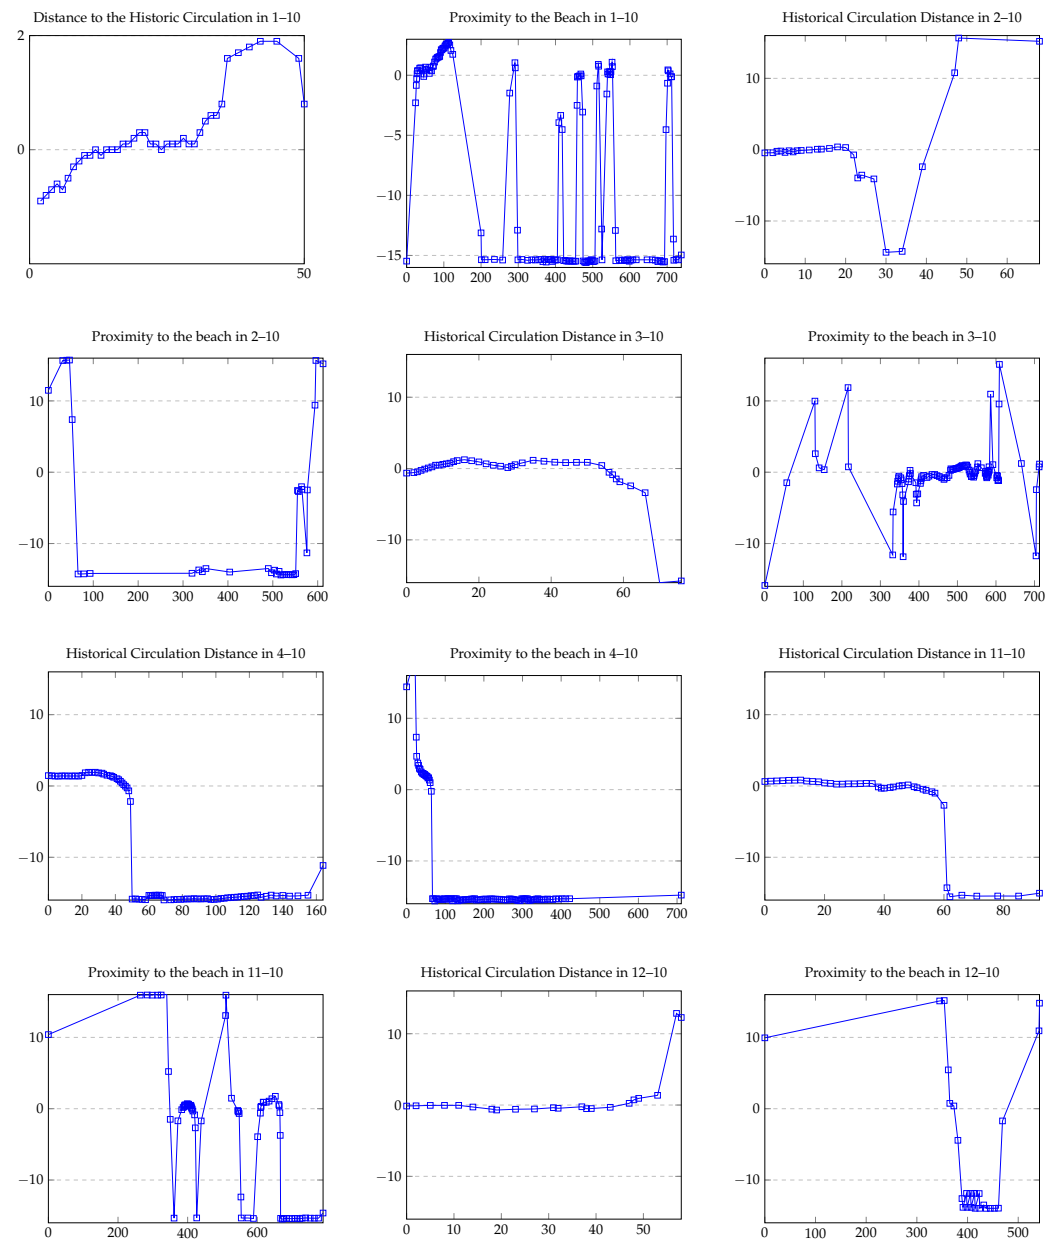 Distance to the Historic Circulation in 1–10
2
0
0
50
Proximity to the Beach in 1–10
0
−5
−10
−15
0 100 200 300 400 500 600 700
Historical Circulation Distance in 2–10
10
0
−10
0 10 20 30 40 50 60
Proximity to the beach in 2–10
10
0
−10
0 100 200 300 400 500 600
Historical Circulation Distance in 3–10
10
0
−10
0 20 40 60
Proximity to the beach in 3–10
10
0
−10
0 100 200 300 400 500 600 700
Historical Circulation Distance in 4–10
10
0
−10
0 20 40 60 80 100 120 140 160
Proximity to the beach in 4–10
10
0
−10
0 100 200 300 400 500 600 700
Historical Circulation Distance in 11–10
10
0
−10
0 20 40 60 80
Proximity to the beach in 11–10
10
0
−10
0 200 400 600
Historical Circulation Distance in 12–10
10
0
−10
0 10 20 30 40 50
Proximity to the beach in 12–10
10
0
−10
0 100 200 300 400 500